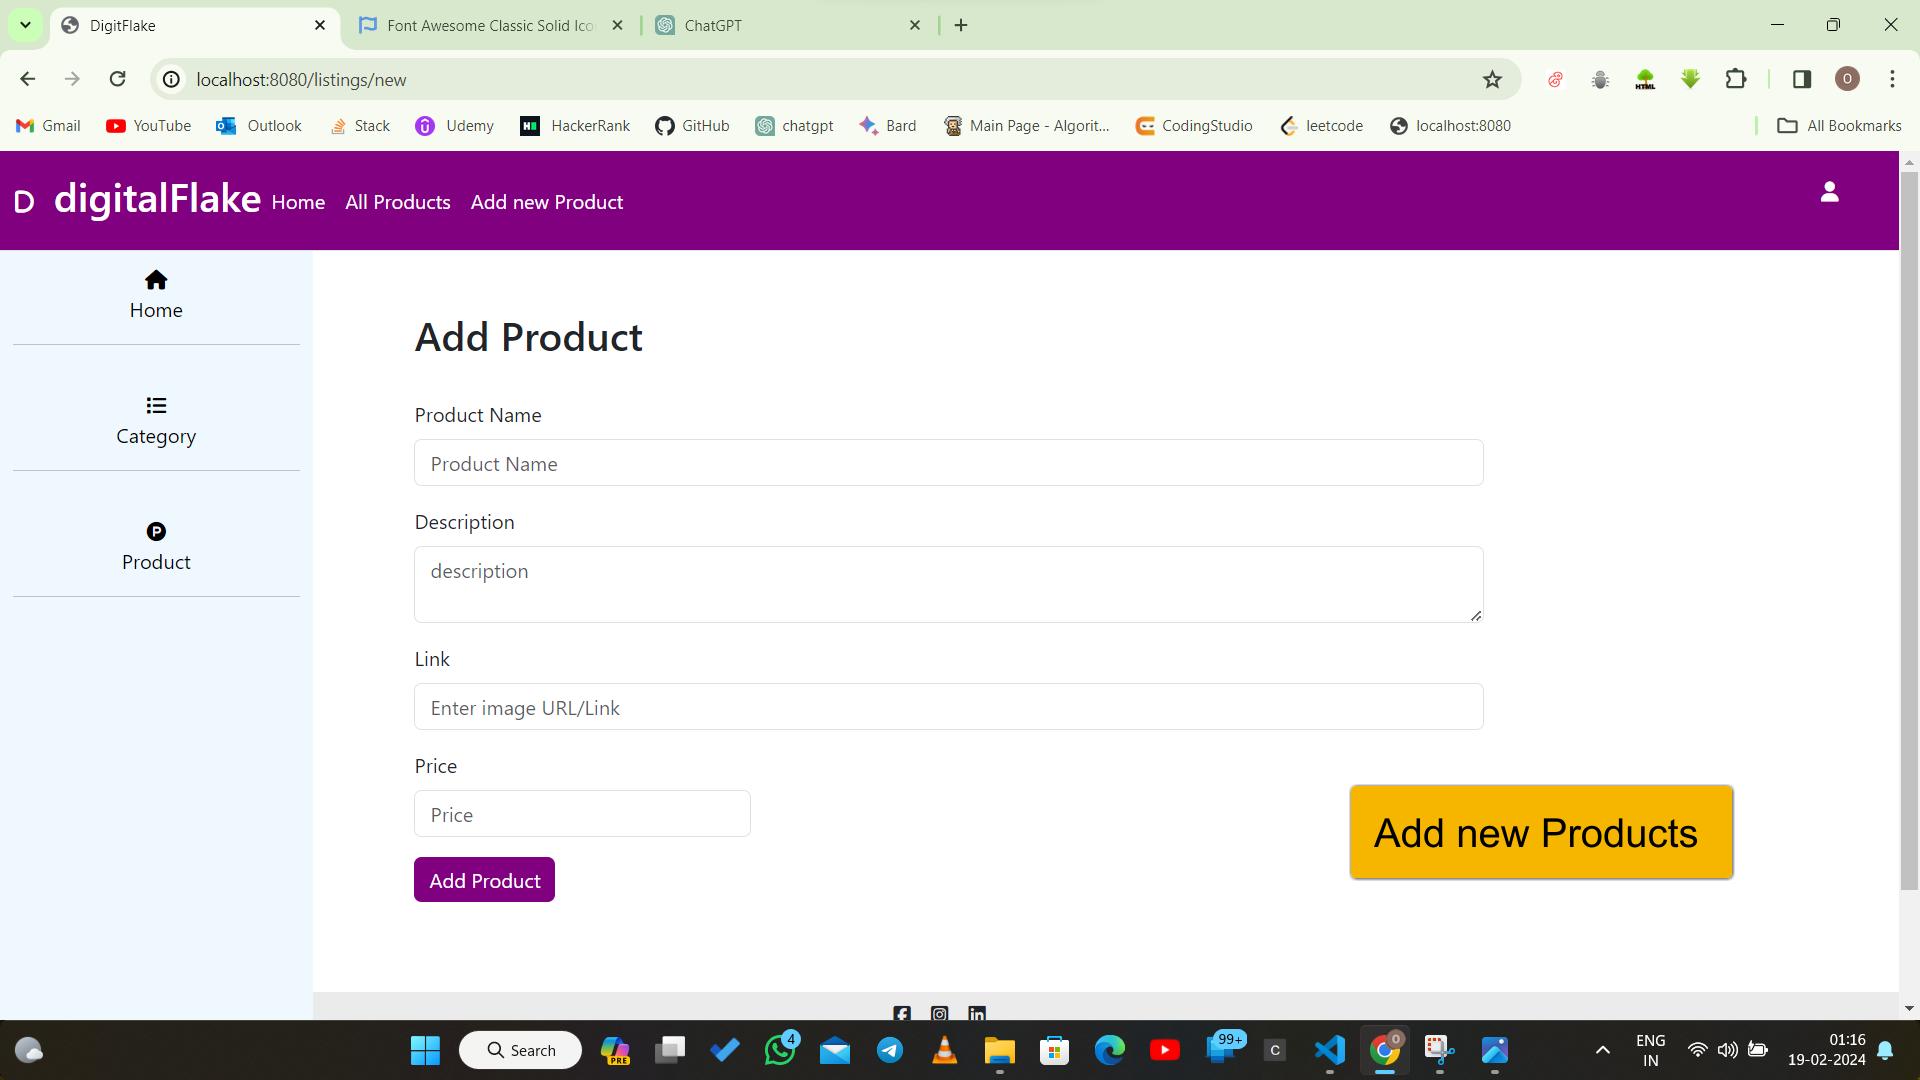 DigitFlake
Font Awesome Classic Solid Ico
ChatGPT
localhost:8080/listings/new
O
Gmail
YouTube
Outlook
Stack
Udemy
HackerRank
GitHub
chatgpt
Bard
Main Page - Algorit...
CodingStudio
leetcode
localhost:8080
All Bookmarks
D digitalFlake
Home
All Products
Add new Product
Home
Category
P
Product
Add Product
Product Name
Product Name
Description
description
Link
Enter image URL/Link
Price
Price
Add Product
Add new Products
Search
PRE
4
99+
C
O
ENG
IN
01:16
19-02-2024